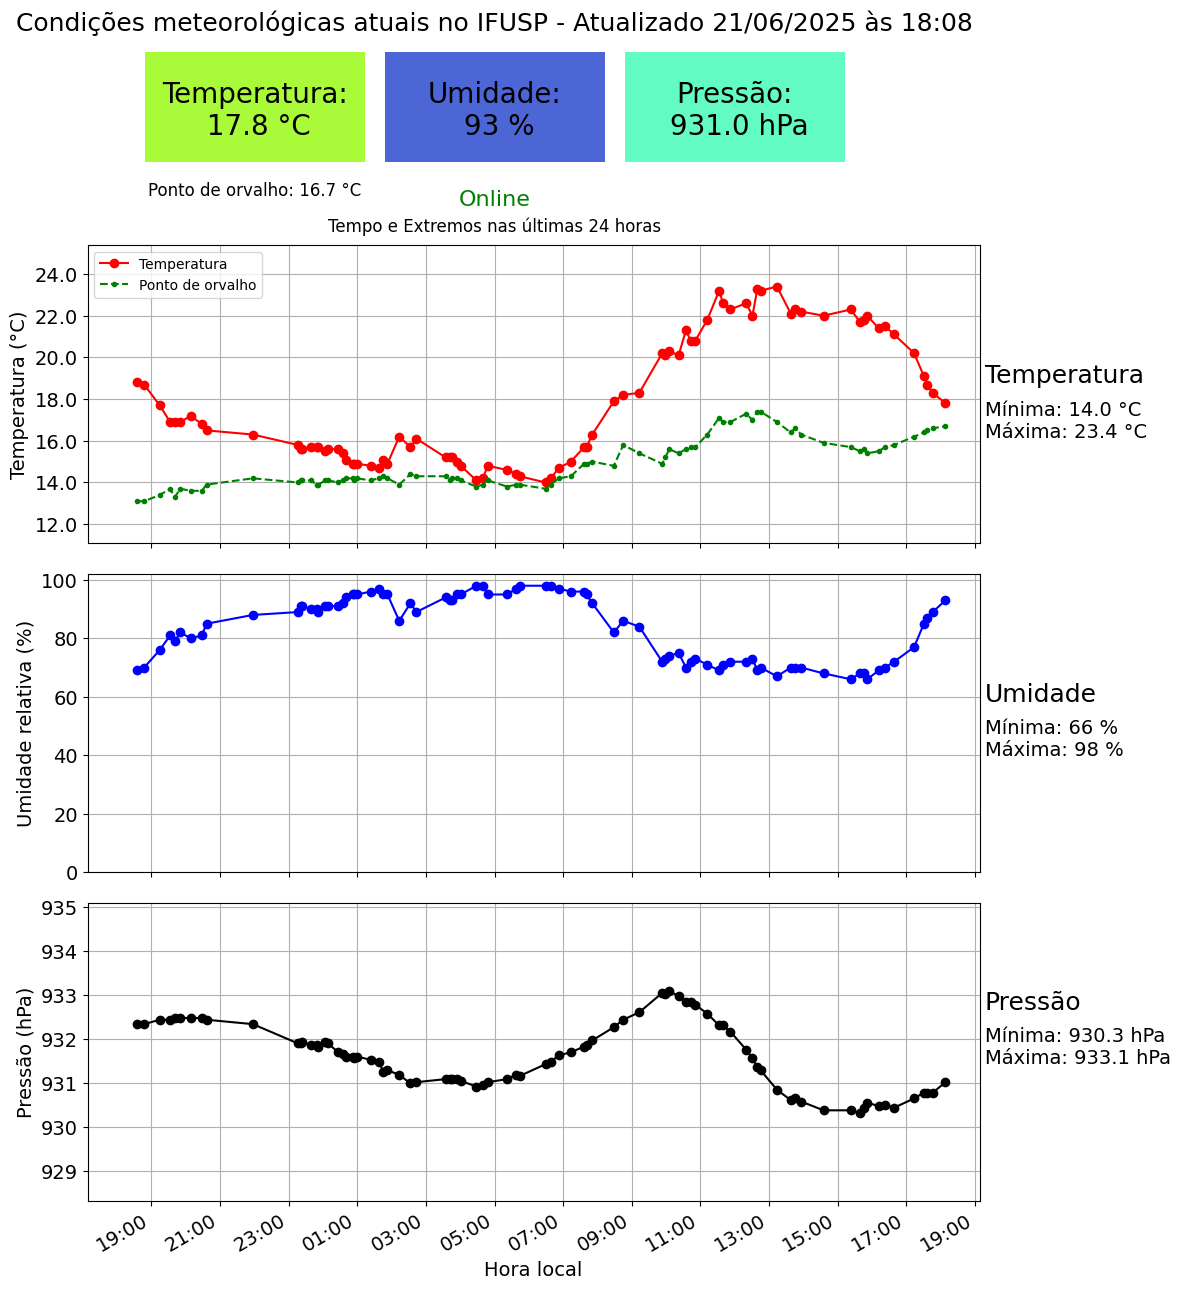 Condições meteorológicas atuais no IFUSP - Atualizado 21/06/2025 às 18:08
Temperatura:
17.8 °C
Umidade:
93 %
Pressão:
931.0 hPa
Ponto de orvalho: 16.7 °C
Online
Tempo e Extremos nas últimas 24 horas
Temperatura
Ponto de orvalho
Temperatura (°C)
24.0
22.0
20.0
18.0
16.0
14.0
12.0
Temperatura
Mínima: 14.0 °C
Máxima: 23.4 °C
Umidade relativa (%)
100
80
60
40
20
0
Umidade
Mínima: 66 %
Máxima: 98 %
Pressão (hPa)
935
934
933
932
931
930
929
Pressão
Mínima: 930.3 hPa
Máxima: 933.1 hPa
19:00 21:00 23:00 01:00 03:00 05:00 07:00 09:00 11:00 13:00 15:00 17:00 19:00
Hora local